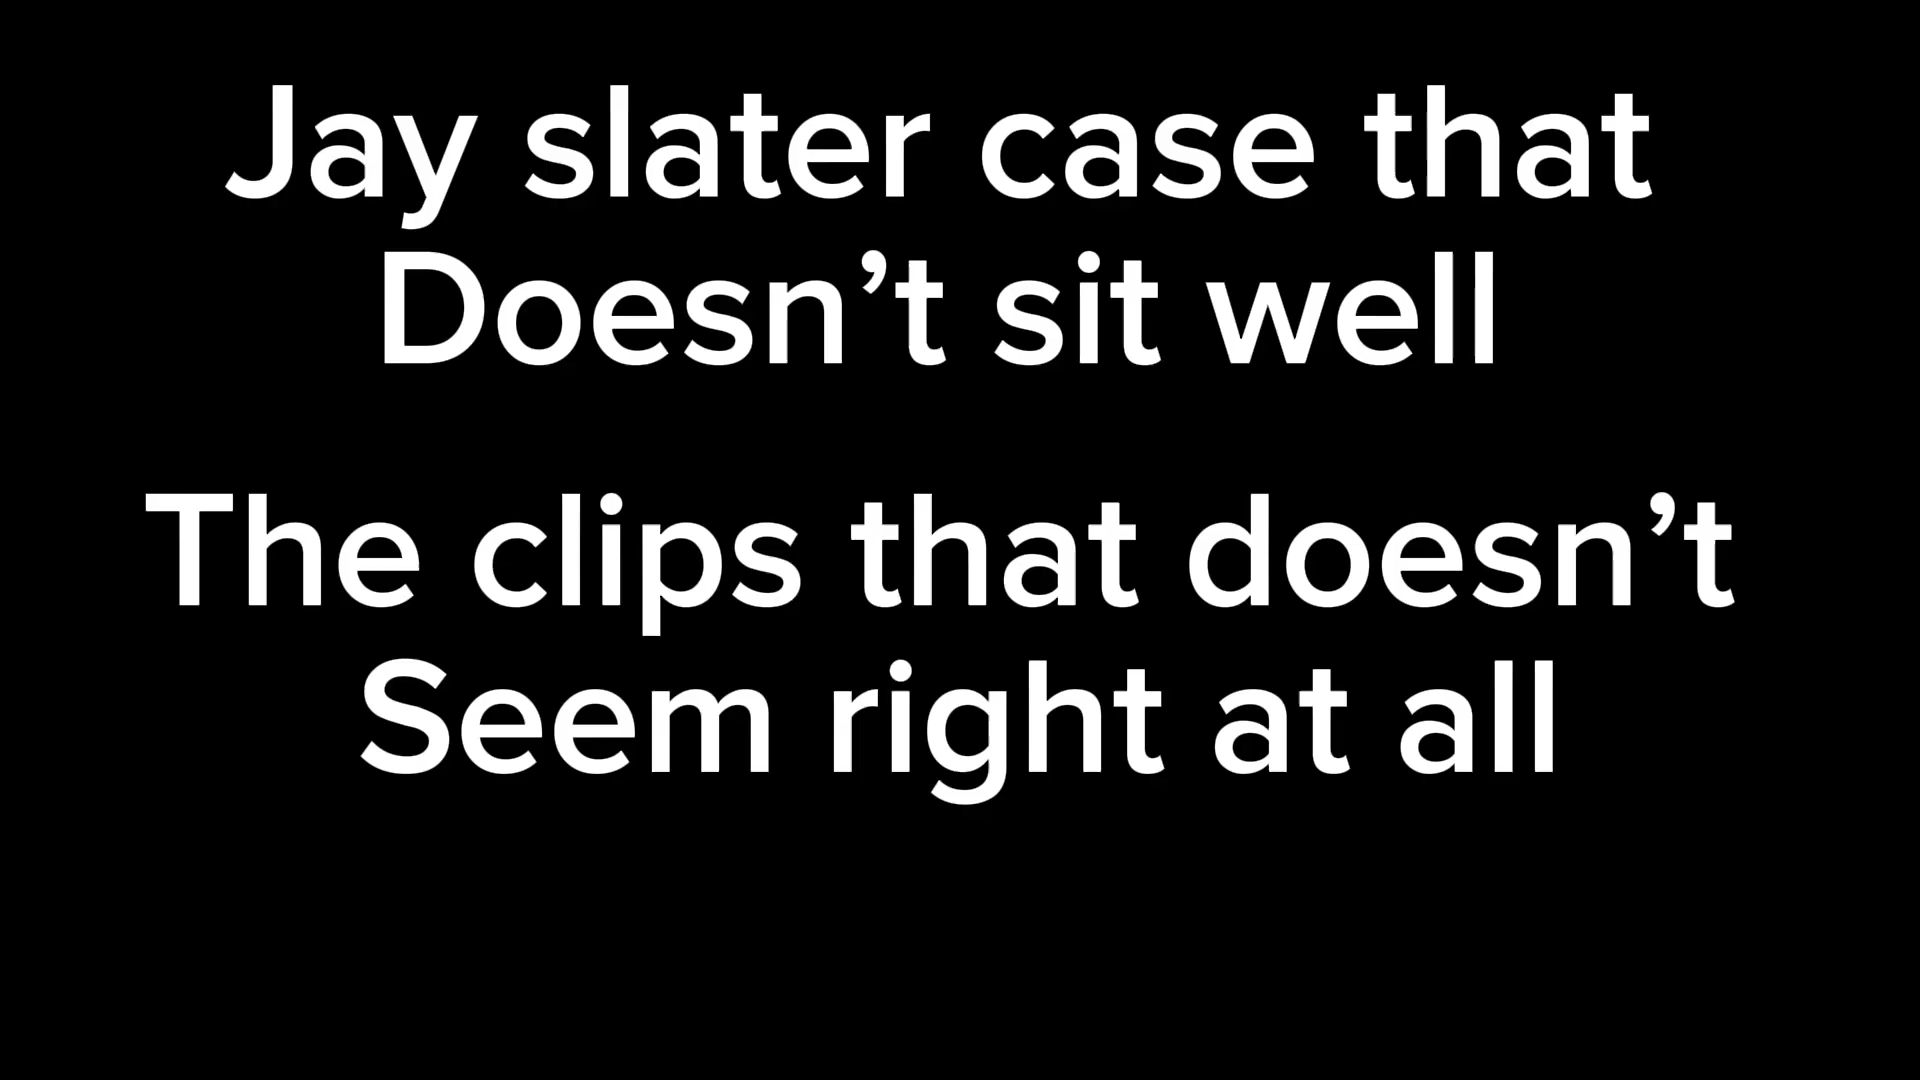 Jay slater case that
Doesn’t sit well
The clips that doesn’t
Seem right at all